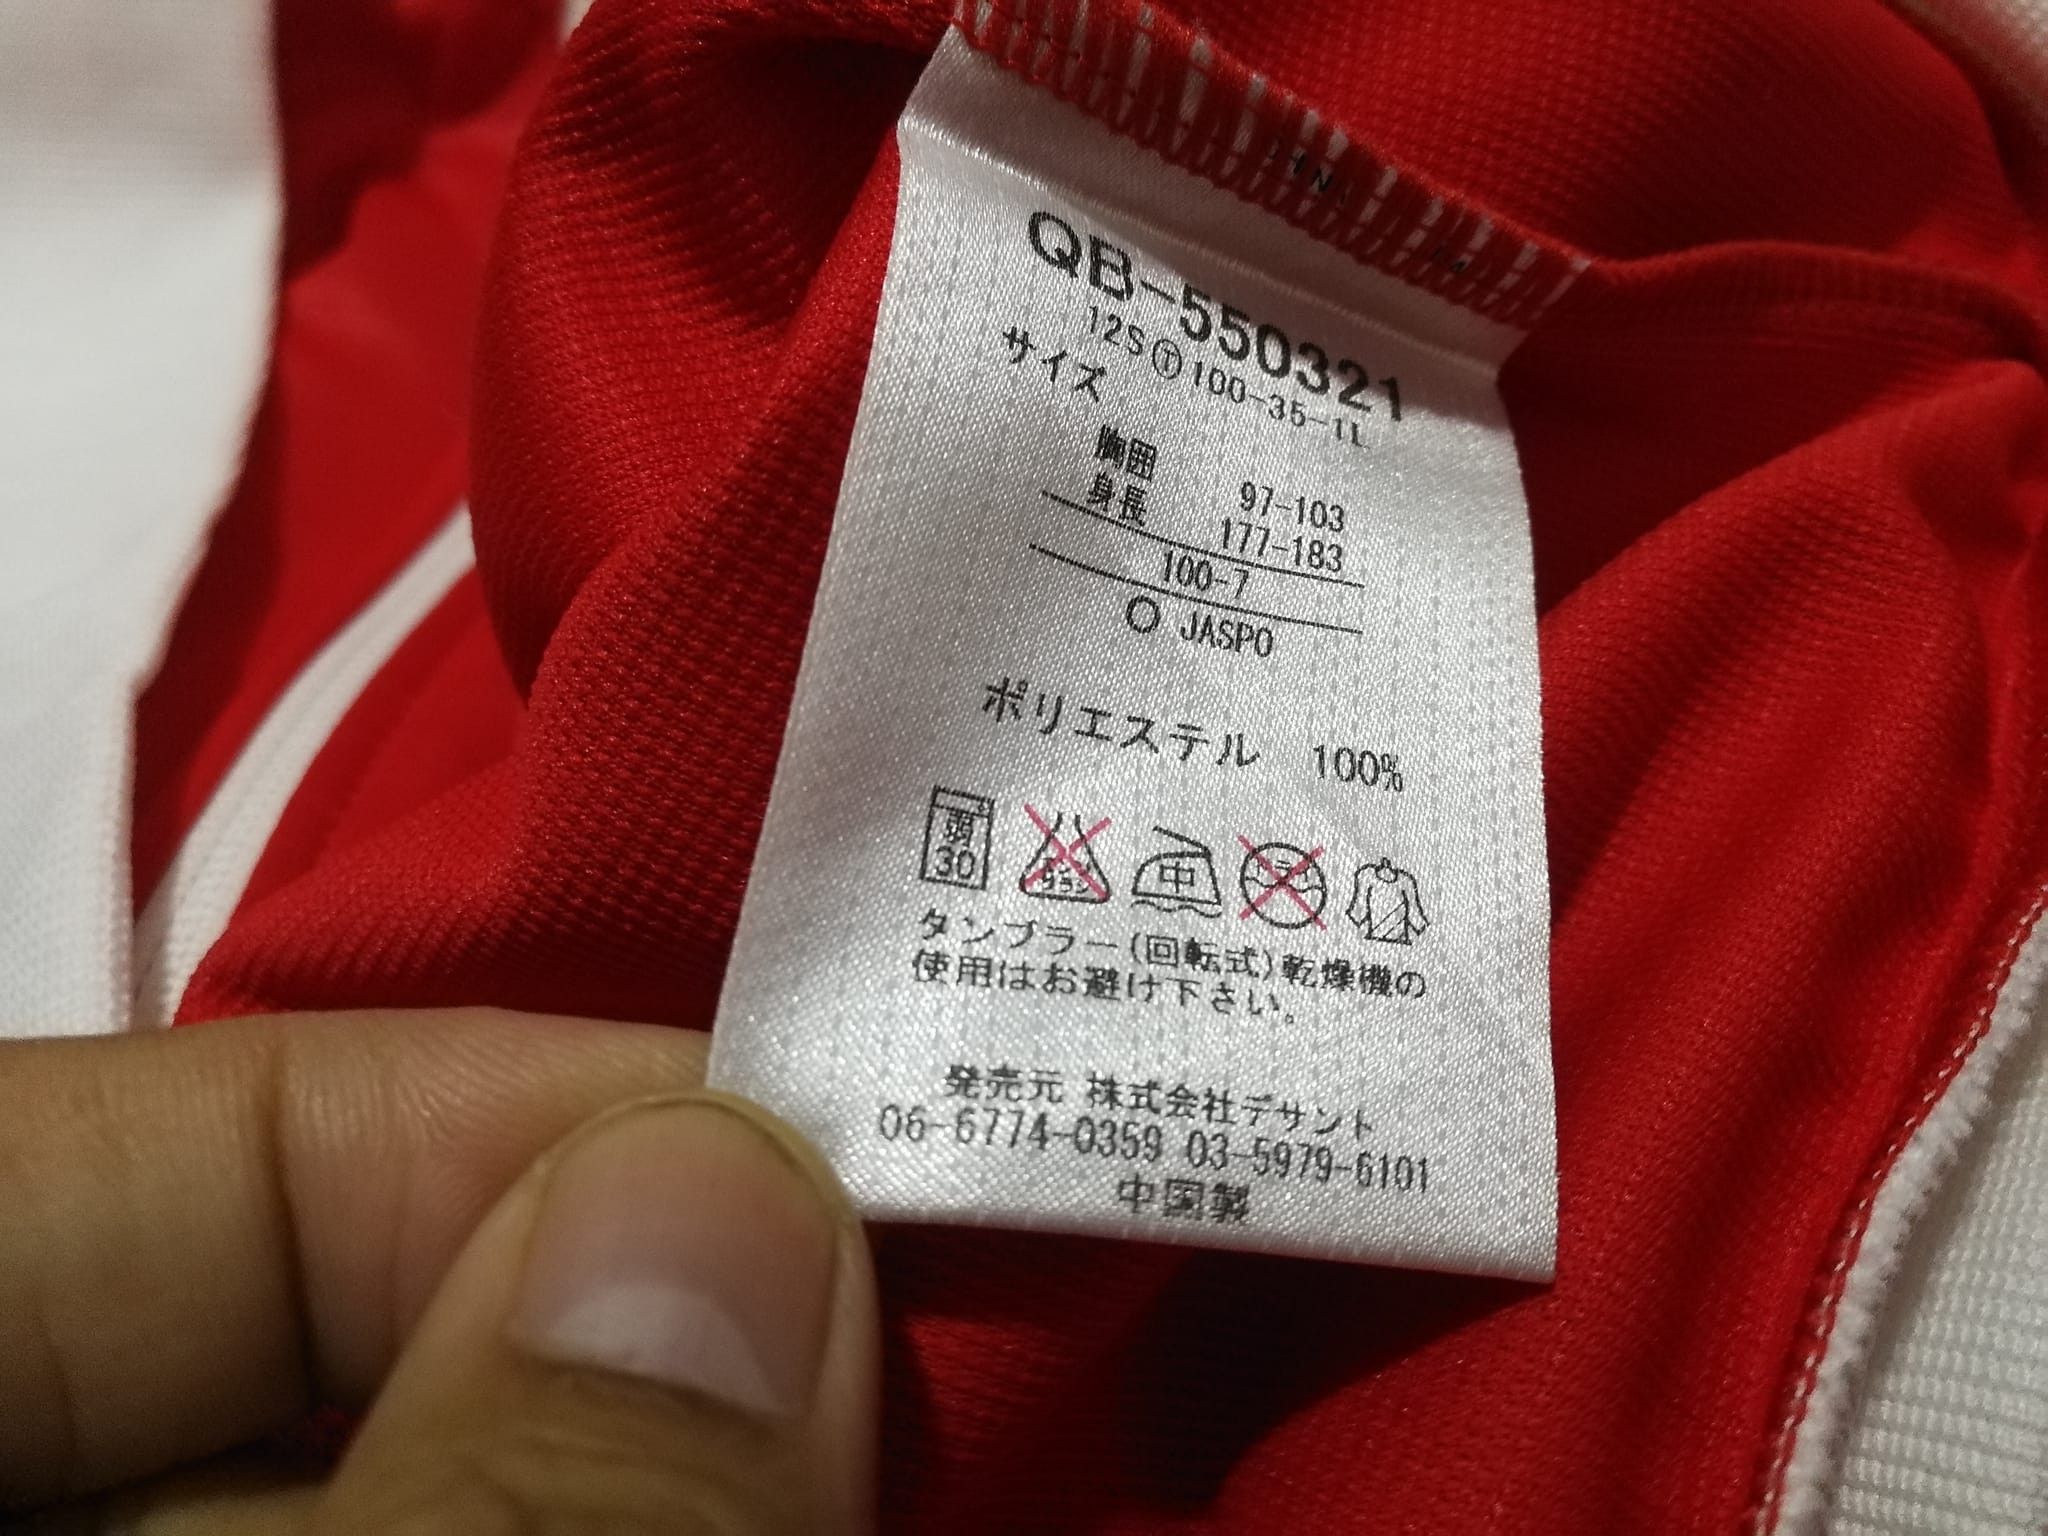 QB-550321
12S Ⓣ 100-35-1L
サイズ
胸囲 97-103
身長 177-183
100-7
○ JASPO
ポリエステル 100%
弱
30
中
タンブラー(回転式)乾燥機の
使用はお避け下さい。
発売元 株式会社デサント
06-6774-0359 03-5979-6101
中国製